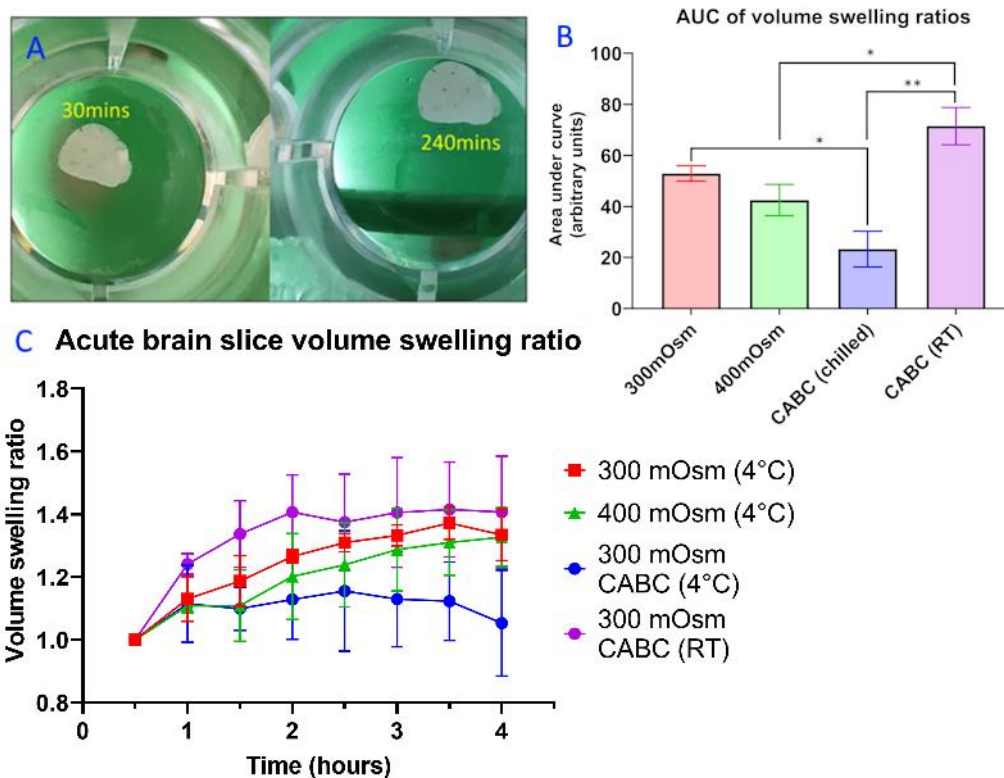 A
30mins
240mins
B
AUC of volume swelling ratios
Area under curve
(arbitrary units)
100
80
60
40
20
0
*
**
*
300mOsm
400mOsm
CABC (chilled)
CABC (RT)
C Acute brain slice volume swelling ratio
Volume swelling ratio
1.8
1.6
1.4
1.2
1.0
0.8
0
1
2
3
4
Time (hours)
300 mOsm (4°C)
400 mOsm (4°C)
300 mOsm
CABC (4°C)
300 mOsm
CABC (RT)